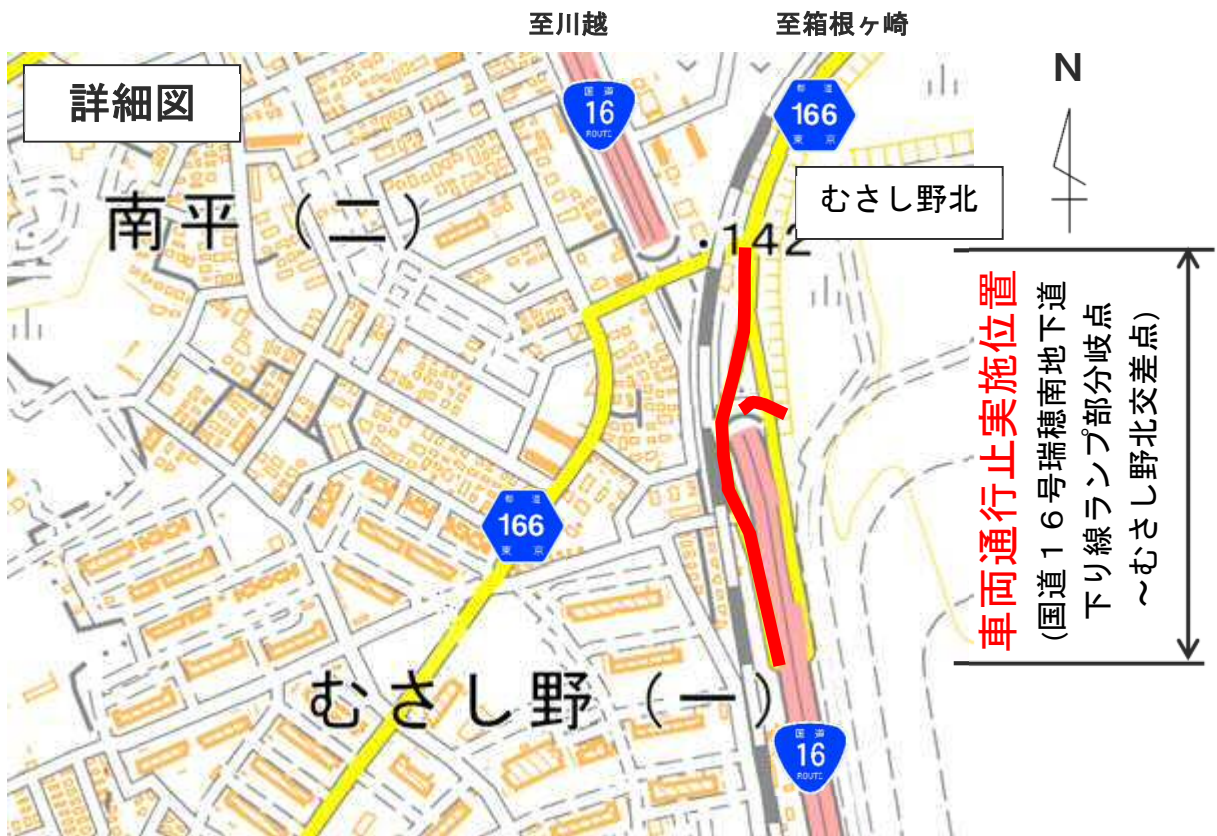 至川越
至箱根ヶ崎
詳細図
国道
16
ROUTE
都道
166
東京
N
むさし野北
南平（二）
・142
車両通行止実施位置
(国道１６号瑞穂南地下道
下り線ランプ部分岐点
～むさし野北交差点)
都道
166
東京
むさし野（一）
国道
16
ROUTE